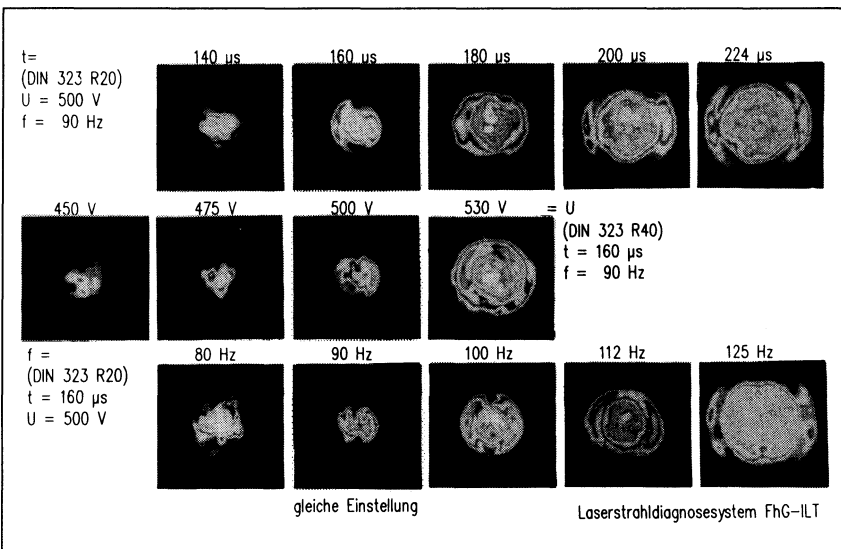 t=
(DIN 323 R20)
U = 500 V
f = 90 Hz
140 µs 160 µs 180 µs 200 µs 224 µs
450 V 475 V 500 V 530 V = U
(DIN 323 R40)
t = 160 µs
f = 90 Hz
f =
(DIN 323 R20)
t = 160 µs
U = 500 V
80 Hz 90 Hz 100 Hz 112 Hz 125 Hz
gleiche Einstellung
Laserstrahldiagnosesystem FhG-ILT